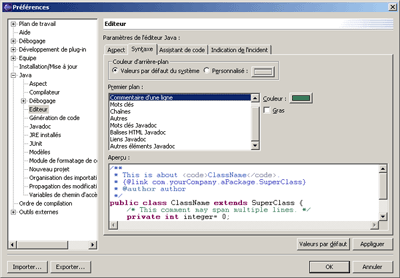 Préférences
Plan de travail
Aide
Débogage
Développement de plug-in
Equipe
Installation/Mise à jour
Java
Aspect
Compilateur
Débogage
Editeur
Génération de code
Javadoc
JRE installés
JUnit
Modèles
Module de formatage de c
Nouveau projet
Organisation des importati
Propagation des modificati
Variables de chemin d'accè
Ordre de compilation
Outils externes
Importer...
Exporter...
Editeur
Paramètres de l'éditeur Java :
Aspect
Syntaxe
Assistant de code
Indication de l'incident
Couleur d'arrière-plan
Valeurs par défaut du système
Personnalisé :
Premier plan :
Commentaire d'une ligne
Mots clés
Chaînes
Autres
Mots clés Javadoc
Balises HTML Javadoc
Liens Javadoc
Autres éléments Javadoc
Couleur :
Gras
Aperçu :
/**
* This is about <code>ClassName</code>.
* {@link com.yourCompany.aPackage.SuperClass}
* @author author
*/
public class ClassName extends SuperClass {
/* This comment may span multiple lines. */
private int integer= 0;
Valeurs par défaut
Appliquer
OK
Annuler